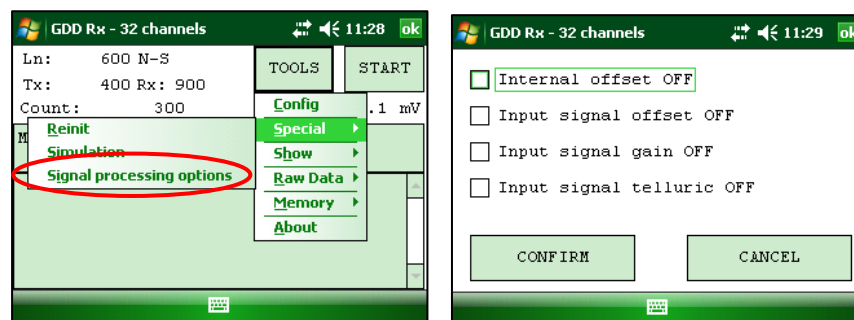 GDD Rx - 32 channels 11:28 ok
Ln: 600 N-S
Tx: 400 Rx: 900
Count: 300
TOOLS START
.1 mV
M
Config
Special
Show
Raw Data
Memory
About
Reinit
Simulation
Signal processing options
GDD Rx - 32 channels 11:29 ok
Internal offset OFF
Input signal offset OFF
Input signal gain OFF
Input signal telluric OFF
CONFIRM CANCEL